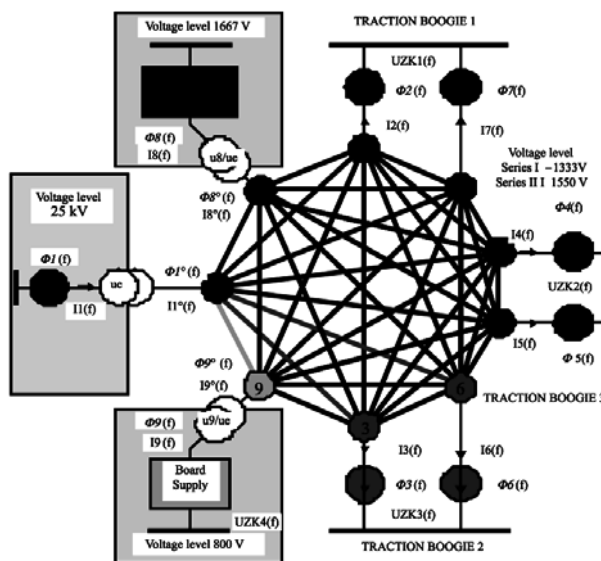 TRACTION BOOGIE 1
Voltage level 1667 V
UZK1(f)
Φ2(f)
Φ7(f)
Φ8(f)
I8(f)
u8/ue
I2(f)
I7(f)
Voltage level
Series I –1333V
Series II I 1550 V
Voltage level
25 kV
Φ8°(f)
I8°(f)
Φ4(f)
I4(f)
Φ1(f)
uc
Φ1°(f)
UZK2(f)
I1(f)
I1°(f)
I5(f)
Φ 5(f)
Φ9°(f)
I9°(f)
9
6
TRACTION BOOGIE 3
Φ9(f)
I9(f)
u9/ue
3
I3(f)
I6(f)
Board
Supply
Φ3(f)
Φ6(f)
UZK4(f)
UZK3(f)
Voltage level 800 V
TRACTION BOOGIE 2